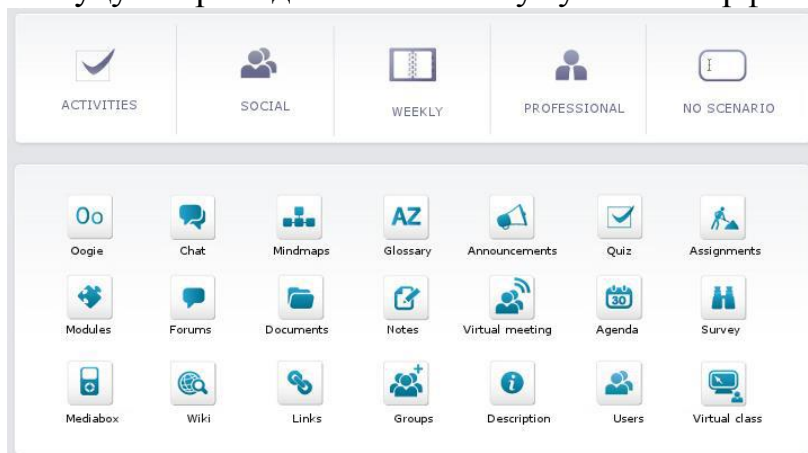 ACTIVITIES SOCIAL WEEKLY PROFESSIONAL NO SCENARIO
Oo AZ
Oogie Chat Mindmaps Glossary Announcements Quiz Assignments
30
Modules Forums Documents Notes Virtual meeting Agenda Survey
Mediabox Wiki Links Groups Description Users Virtual class